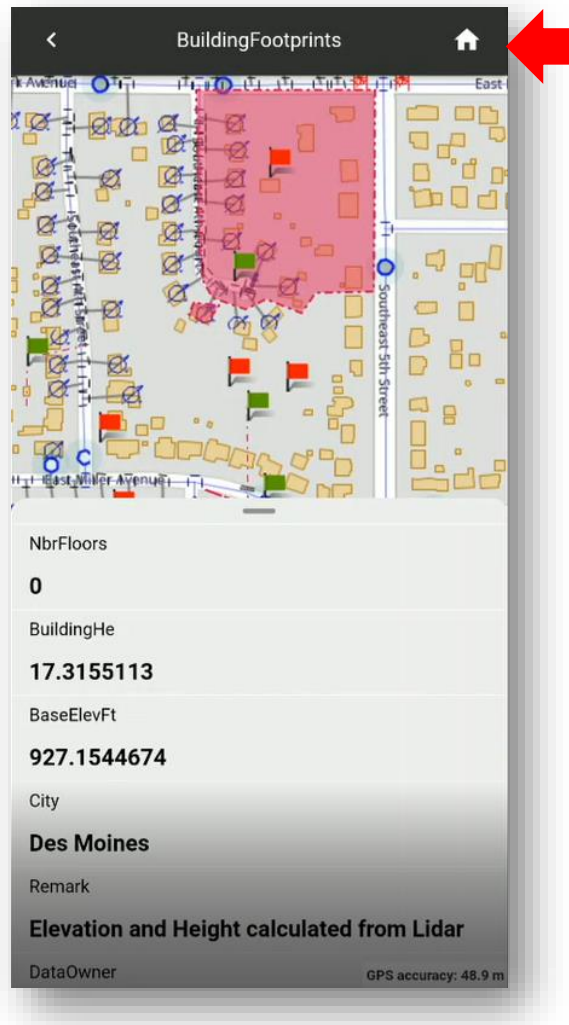 BuildingFootprints
East
Southeast 4th Street
Southeast 5th Street
East Miller Avenue
NbrFloors
0
BuildingHe
17.3155113
BaseElevFt
927.1544674
City
Des Moines
Remark
Elevation and Height calculated from Lidar
DataOwner
GPS accuracy: 48.9 m